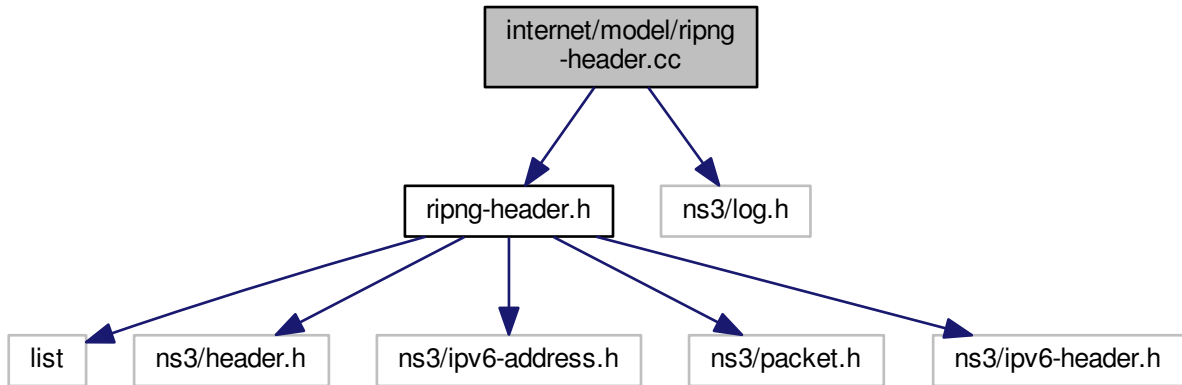 internet/model/ripng
-header.cc
ripng-header.h
ns3/log.h
list
ns3/header.h
ns3/ipv6-address.h
ns3/packet.h
ns3/ipv6-header.h